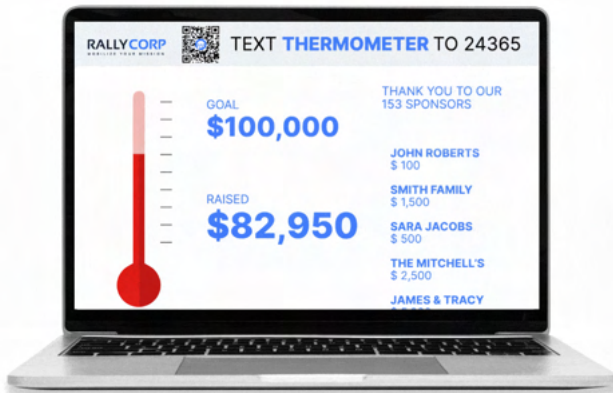 RALLYCORP
MOBILIZE YOUR MISSION
TEXT THERMOMETER TO 24365
GOAL
$100,000
RAISED
$82,950
THANK YOU TO OUR
153 SPONSORS
JOHN ROBERTS
$ 100
SMITH FAMILY
$ 1,500
SARA JACOBS
$ 500
THE MITCHELL'S
$ 2,500
JAMES & TRACY